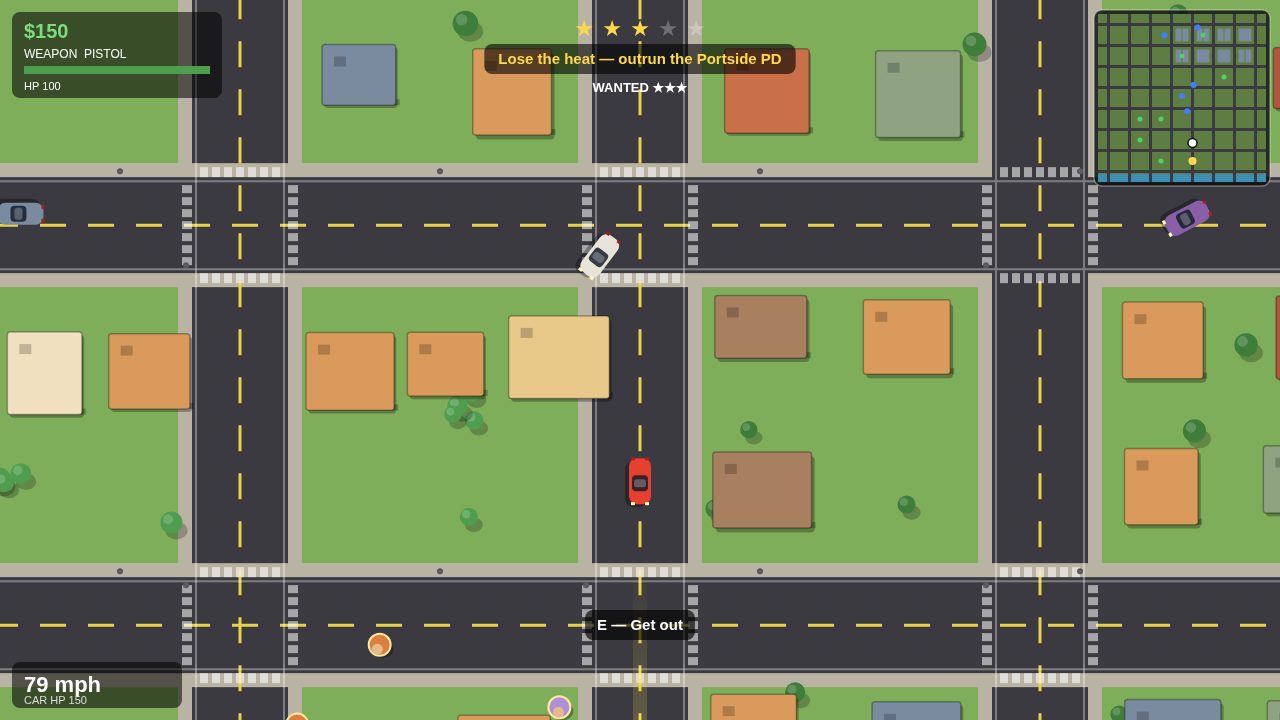 $150
WEAPON PISTOL
HP 100
★ ★ ★ ★ ★
Lose the heat — outrun the Portside PD
WANTED ★★★
E — Get out
79 mph
CAR HP 150